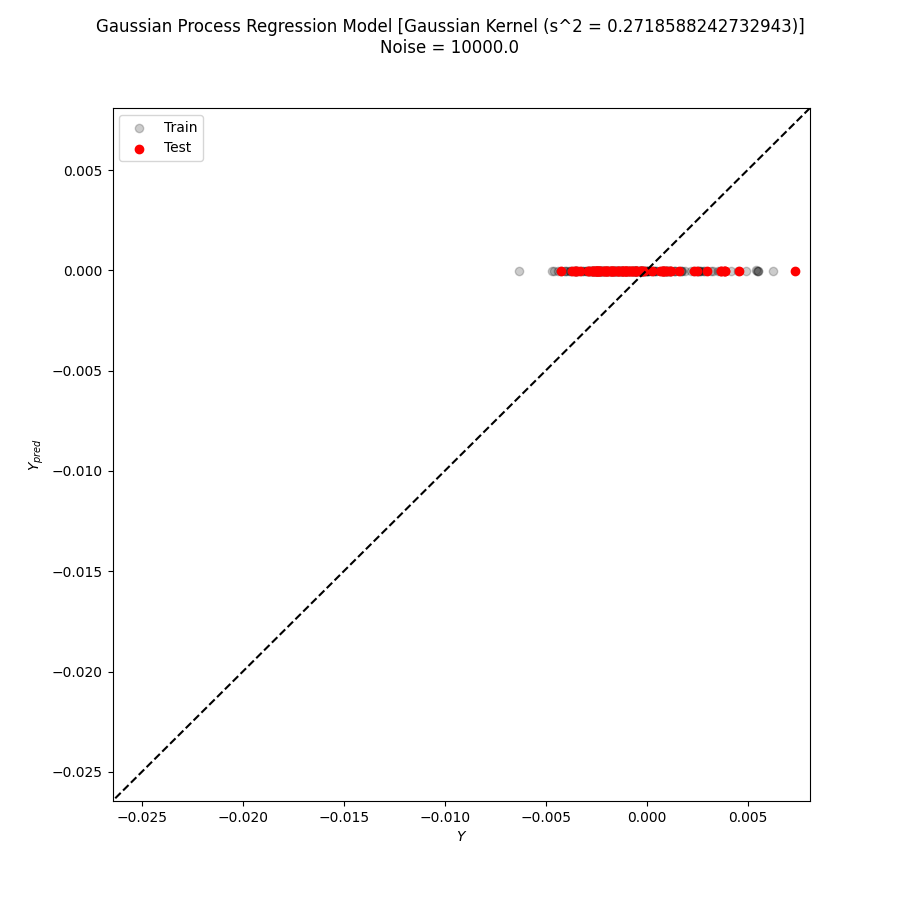 Gaussian Process Regression Model [Gaussian Kernel (s^2 = 0.2718588242732943)]
Noise = 10000.0
Train
Test
0.005
0.000
−0.005
−0.010
−0.015
−0.020
−0.025
Y_pred
−0.025 −0.020 −0.015 −0.010 −0.005 0.000 0.005
Y